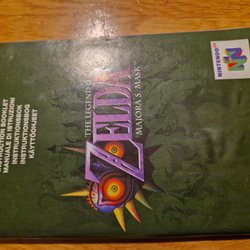 NINTENDO 64
THE LEGEND OF
ZELDA
MAJORA'S MASK
INSTRUCTION BOOKLET
MANUALE DI ISTRUZIONI
INSTRUKTIONSBOK
INSTRUKTIONSBOG
KÄYTTÖOHJEET